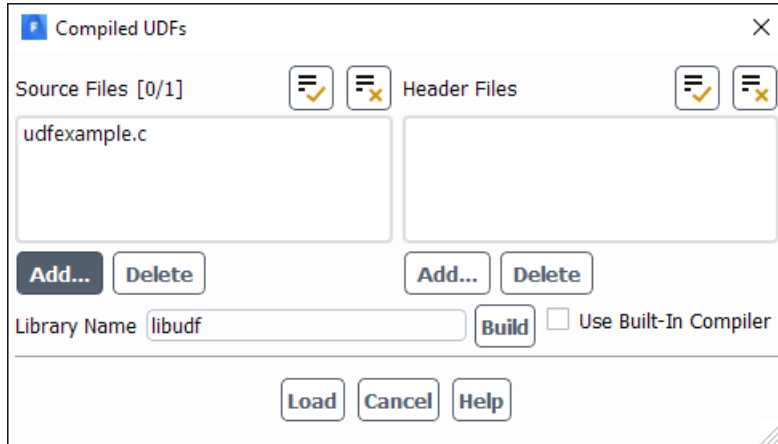 F Compiled UDFs
Source Files [0/1] Header Files
udfexample.c
Add... Delete Add... Delete
Library Name libudf Build Use Built-In Compiler
Load Cancel Help